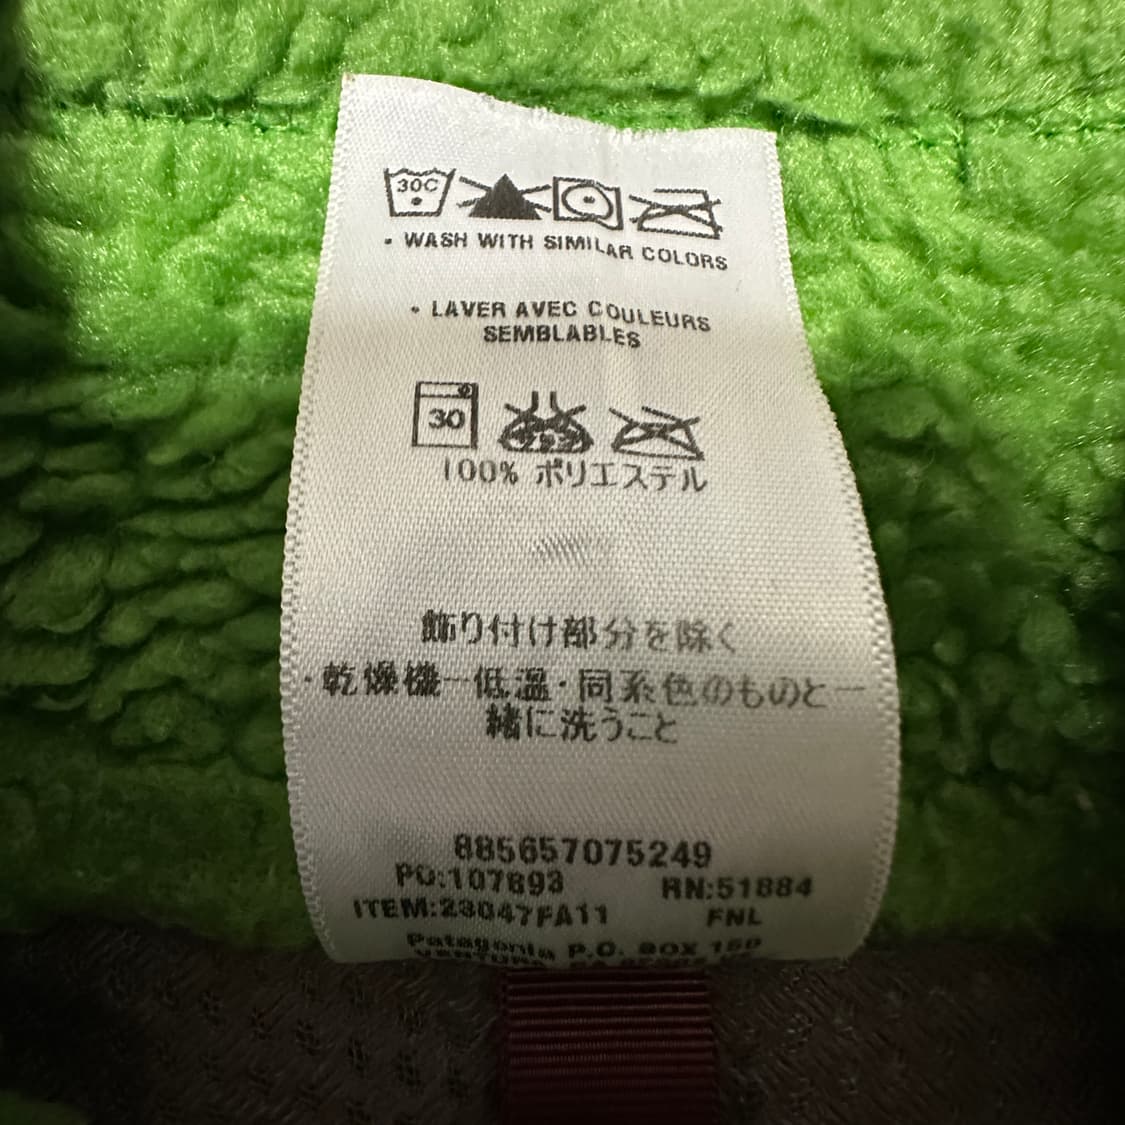 30C
• WASH WITH SIMILAR COLORS
• LAVER AVEC COULEURS
SEMBLABLES
30
100% ポリエステル
飾り付け部分を除く
・乾燥機一低温・同系色のものと一
緒に洗うこと
885657075249
PO:107893 RN:51884
ITEM:23047FA11 FNL
Patagonia P.O. BOX 150
VENTURA